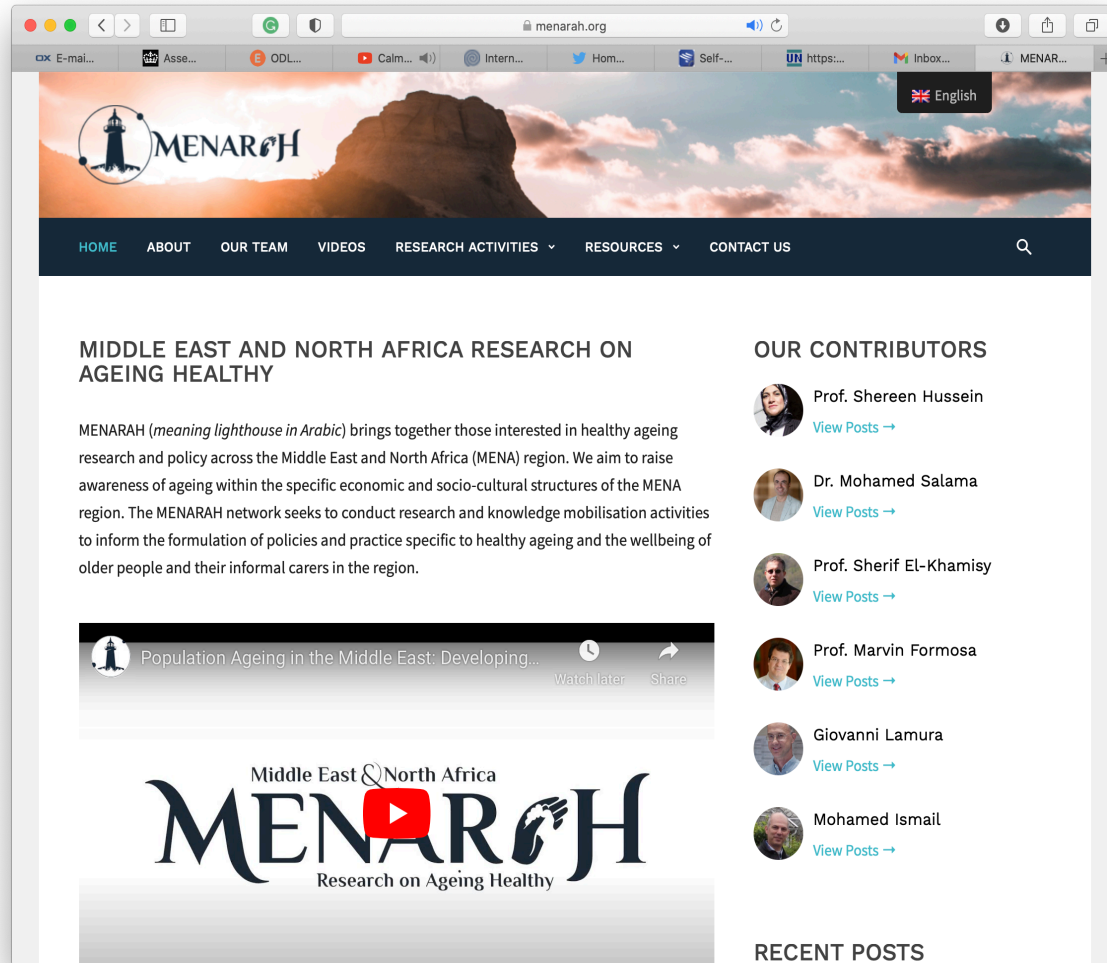 menarah.org
E-mai...
Asse...
ODL...
Calm...
Intern...
Hom...
Self-...
https:...
Inbox...
MENAR...
English
MENARAH
HOME ABOUT OUR TEAM VIDEOS RESEARCH ACTIVITIES RESOURCES CONTACT US
MIDDLE EAST AND NORTH AFRICA RESEARCH ON
AGEING HEALTHY
MENARAH (meaning lighthouse in Arabic) brings together those interested in healthy ageing
research and policy across the Middle East and North Africa (MENA) region. We aim to raise
awareness of ageing within the specific economic and socio-cultural structures of the MENA
region. The MENARAH network seeks to conduct research and knowledge mobilisation activities
to inform the formulation of policies and practice specific to healthy ageing and the wellbeing of
older people and their informal carers in the region.
Population Ageing in the Middle East: Developing...
Watch later
Share
Middle East & North Africa
MENARAH
Research on Ageing Healthy
OUR CONTRIBUTORS
Prof. Shereen Hussein
View Posts →
Dr. Mohamed Salama
View Posts →
Prof. Sherif El-Khamisy
View Posts →
Prof. Marvin Formosa
View Posts →
Giovanni Lamura
View Posts →
Mohamed Ismail
View Posts →
RECENT POSTS